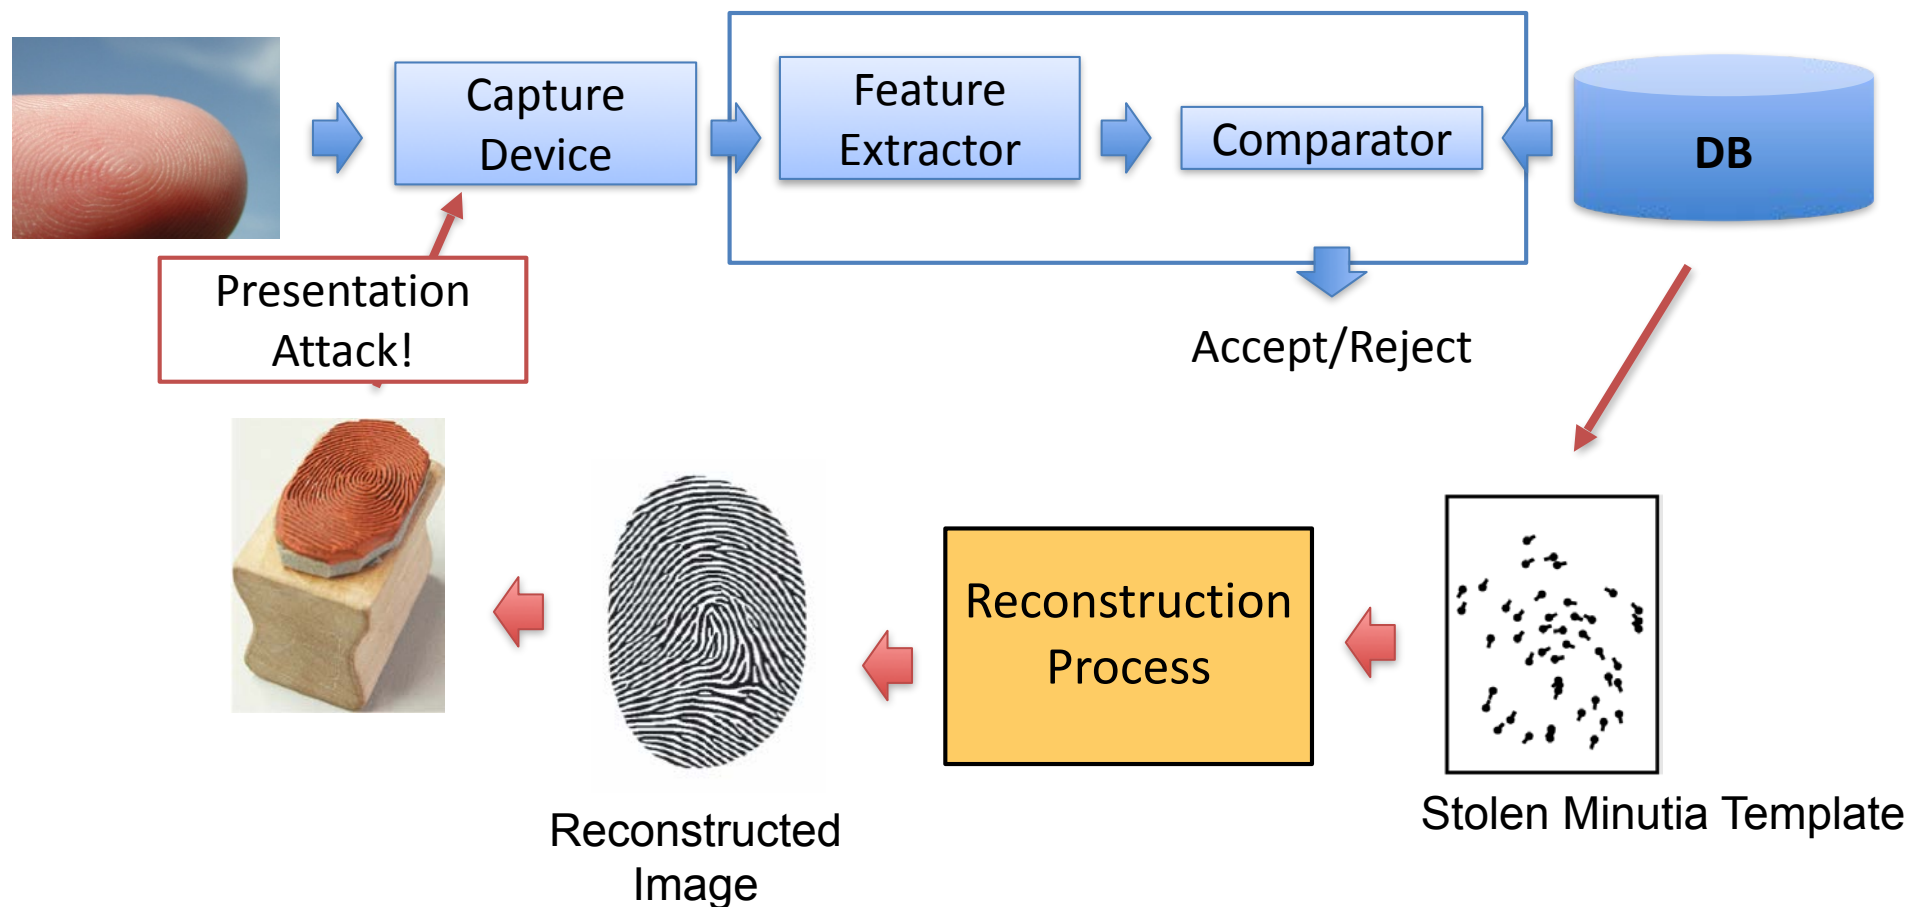 Capture
Device
Feature
Extractor
Comparator
DB
Presentation
Attack!
Accept/Reject
Reconstruction
Process
Stolen Minutia Template
Reconstructed
Image